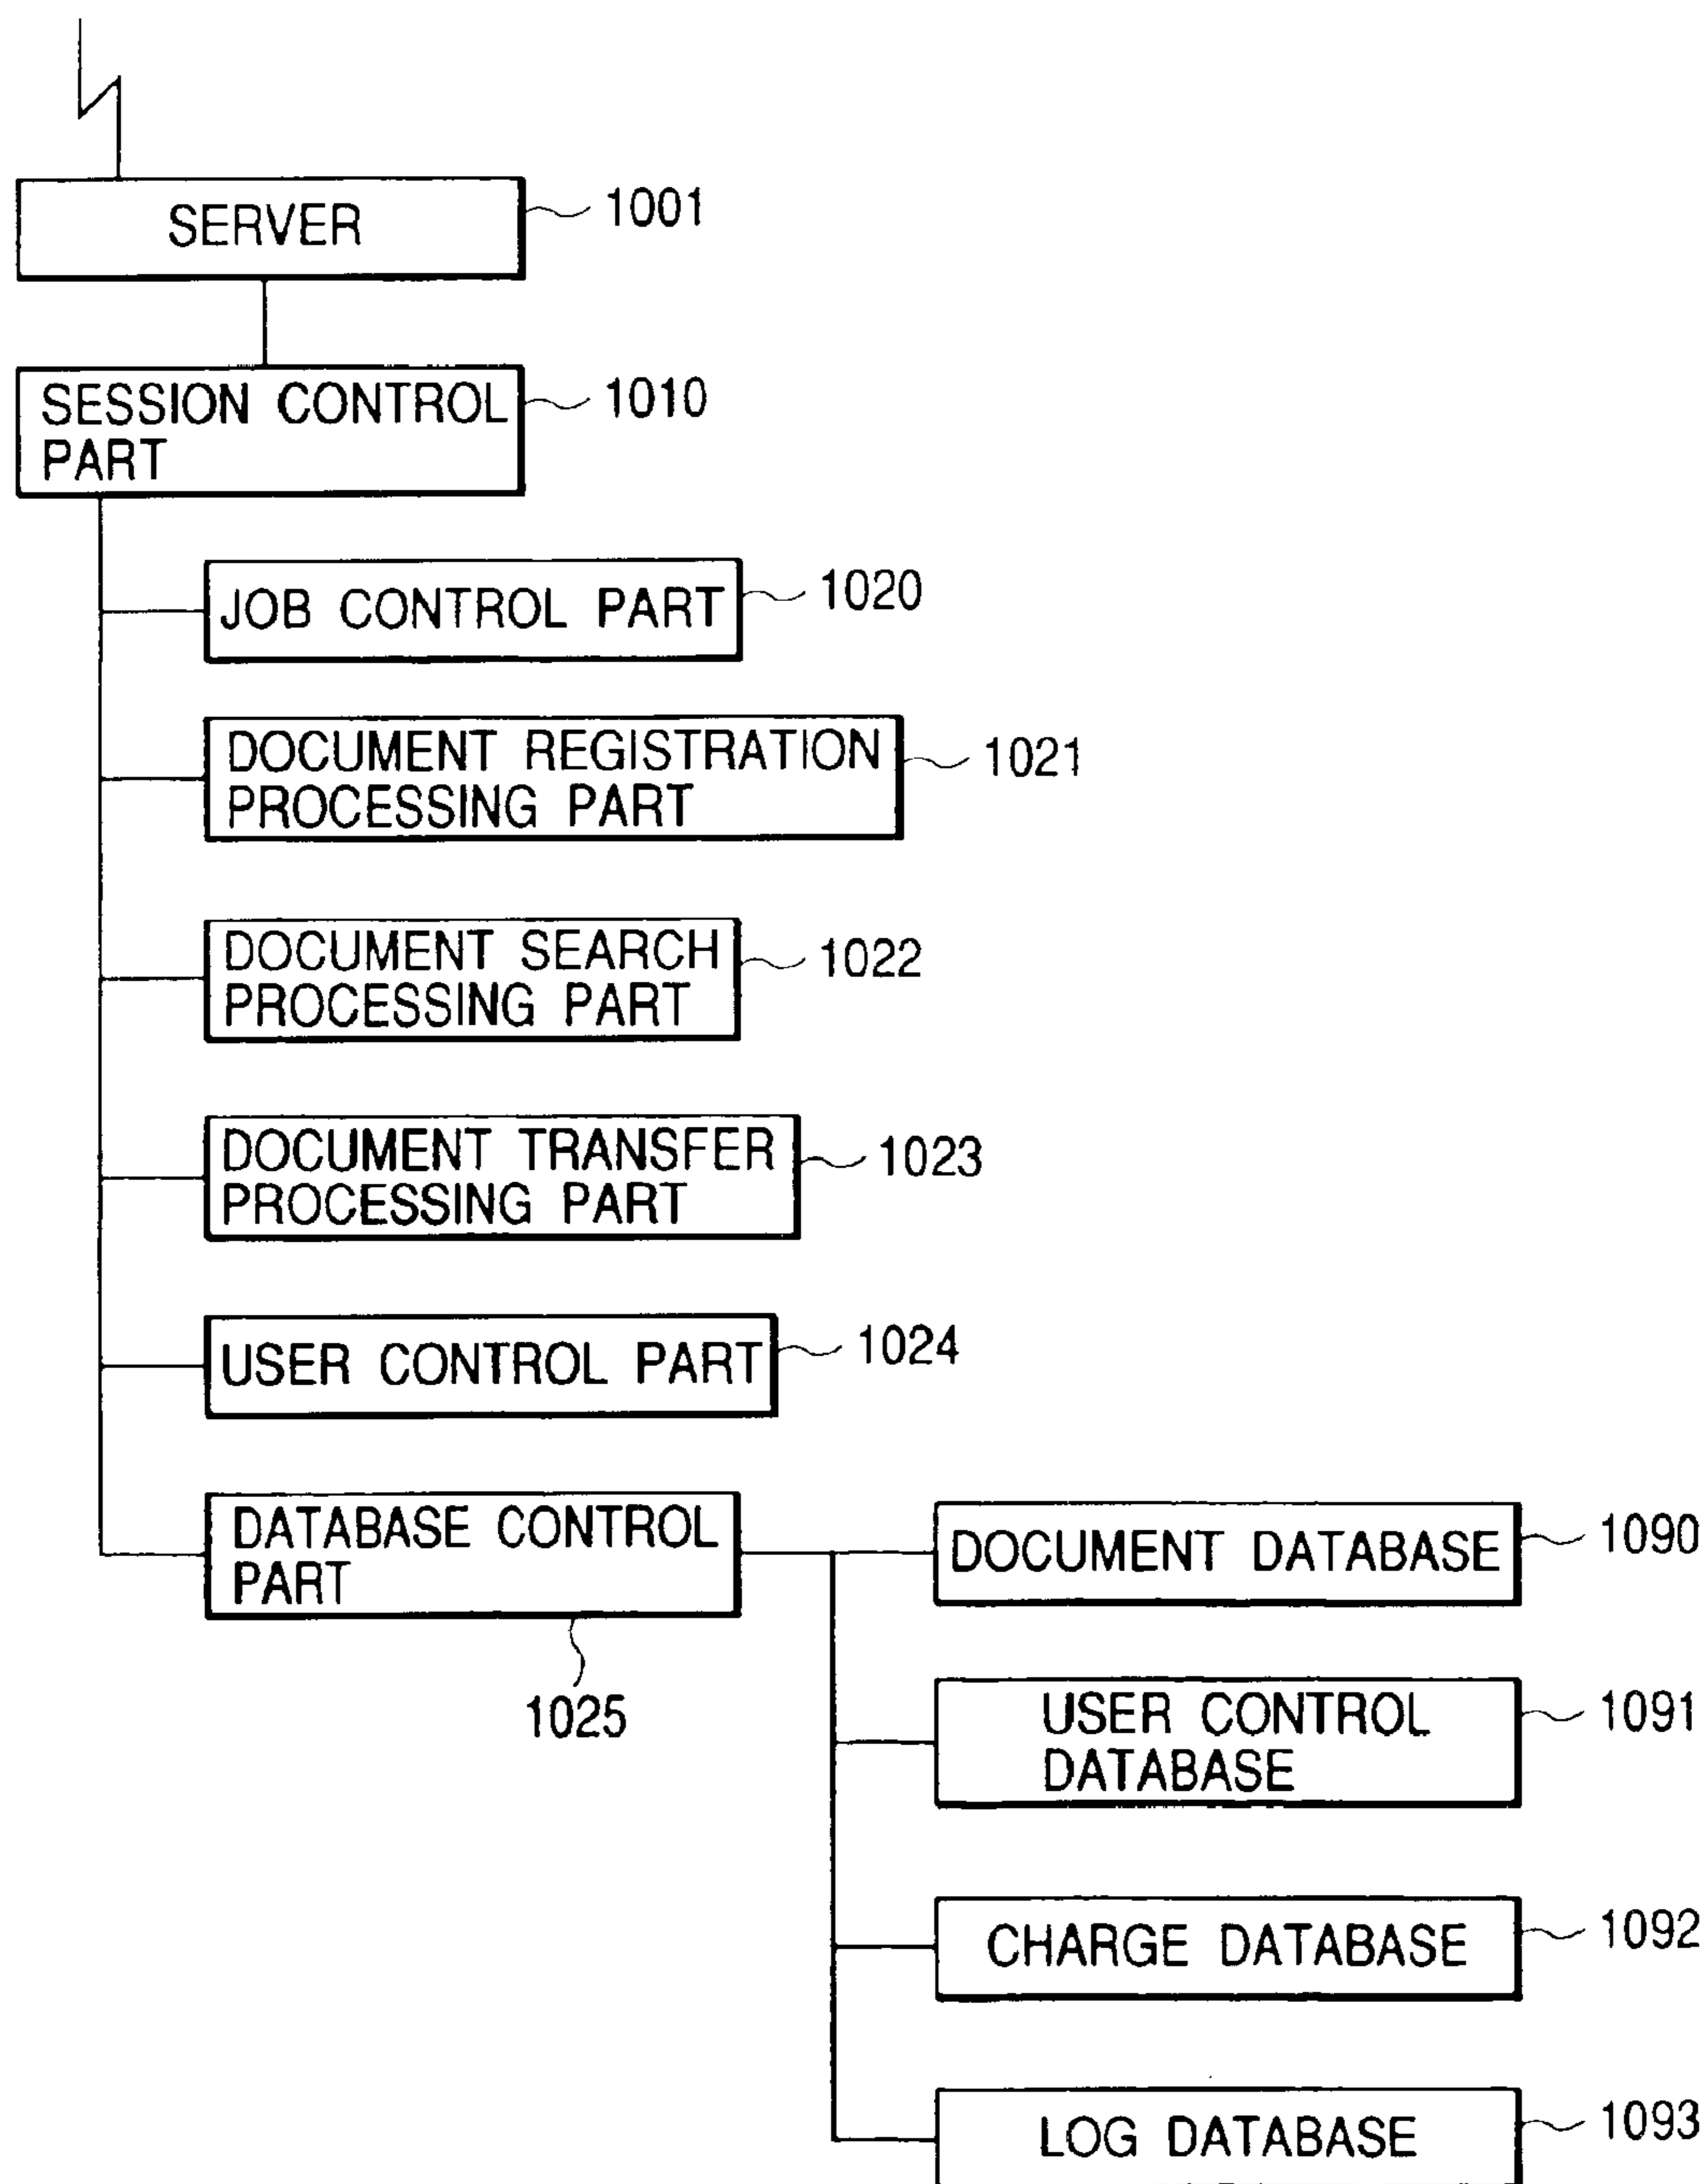 SERVER
1001
SESSION CONTROL
PART
1010
JOB CONTROL PART
1020
DOCUMENT REGISTRATION
PROCESSING PART
1021
DOCUMENT SEARCH
PROCESSING PART
1022
DOCUMENT TRANSFER
PROCESSING PART
1023
USER CONTROL PART
1024
DATABASE CONTROL
PART
1025
DOCUMENT DATABASE
1090
USER CONTROL
DATABASE
1091
CHARGE DATABASE
1092
LOG DATABASE
1093